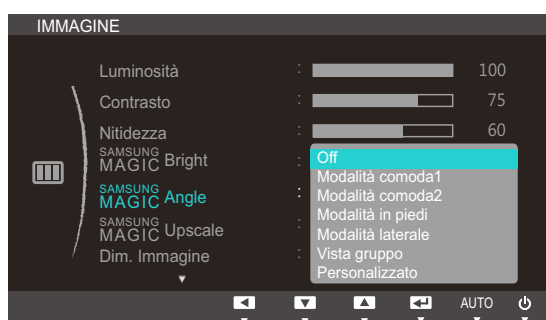 IMMAGINE
Luminosità : 100
Contrasto : 75
Nitidezza : 60
SAMSUNG
MAGIC Bright :
SAMSUNG
MAGIC Angle :
SAMSUNG
MAGIC Upscale :
Dim. Immagine :
Off
Modalità comoda1
Modalità comoda2
Modalità in piedi
Modalità laterale
Vista gruppo
Personalizzato
AUTO